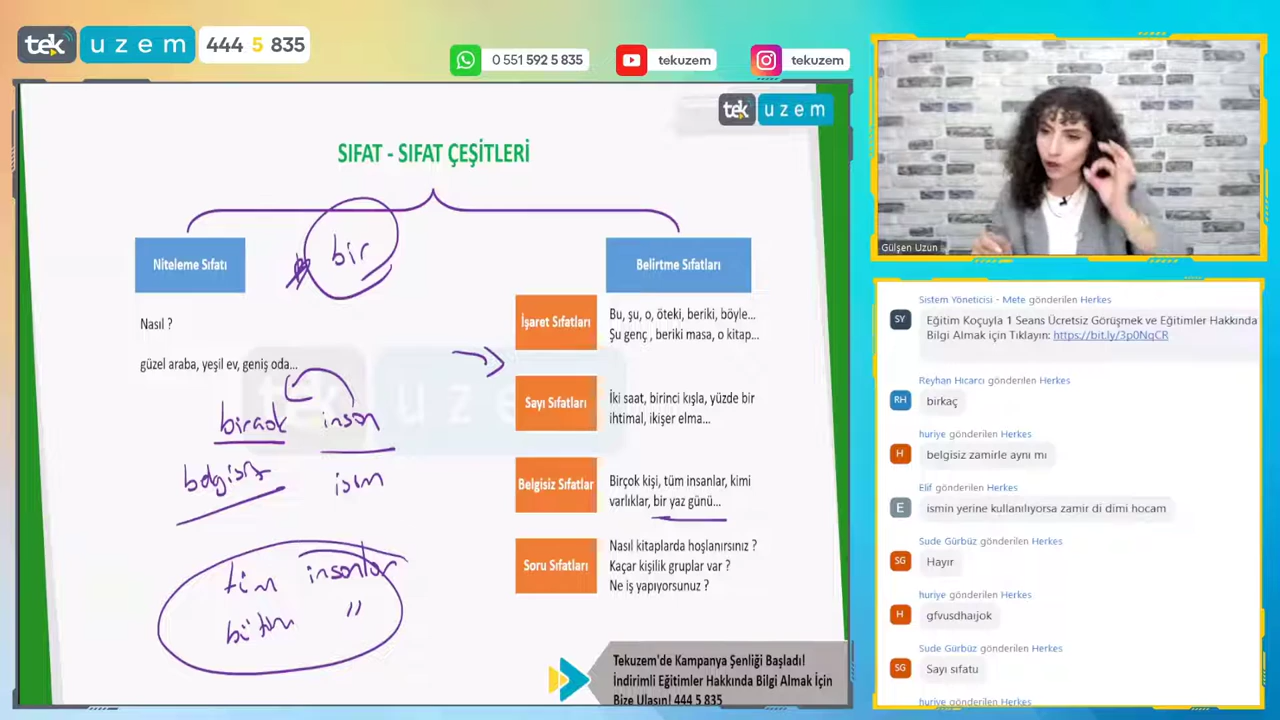 tek uzem 444 5 835
0 551 592 5 835
tekuzem
tekuzem
tek uzem
SIFAT - SIFAT ÇEŞİTLERİ
Niteleme Sıfatı
bir
Belirtme Sıfatları
Nasıl ?
güzel araba, yeşil ev, geniş oda...
birçok insan
belgisiz isim
tüm insanlar
bütün "
İşaret Sıfatları
Bu, şu, o, öteki, beriki, böyle...
Şu genç , beriki masa, o kitap...
Sayı Sıfatları
İki saat, birinci kışla, yüzde bir
ihtimal, ikişer elma...
Belgisiz Sıfatlar
Birçok kişi, tüm insanlar, kimi
varlıklar, bir yaz günü...
Soru Sıfatları
Nasıl kitaplarda hoşlanırsınız ?
Kaçar kişilik gruplar var ?
Ne iş yapıyorsunuz ?
Tekuzem'de Kampanya Şenliği Başladı!
İndirimli Eğitimler Hakkında Bilgi Almak İçin
Bize Ulaşın! 444 5 835
Gülşen Uzun
Sistem Yöneticisi - Mete gönderilen Herkes
SY
Eğitim Koçuyla 1 Seans Ücretsiz Görüşmek ve Eğitimler Hakkında
Bilgi Almak için Tıklayın: https://bit.ly/3p0NqCR
Reyhan Hıcarcı gönderilen Herkes
RH
birkaç
huriye gönderilen Herkes
H
belgisiz zamirle aynı mı
Elif gönderilen Herkes
E
ismin yerine kullanılıyorsa zamir di dimi hocam
Sude Gürbüz gönderilen Herkes
SG
Hayır
huriye gönderilen Herkes
H
gfvusdhaıjok
Sude Gürbüz gönderilen Herkes
SG
Sayı sıfatu
huriye gönderilen Herkes